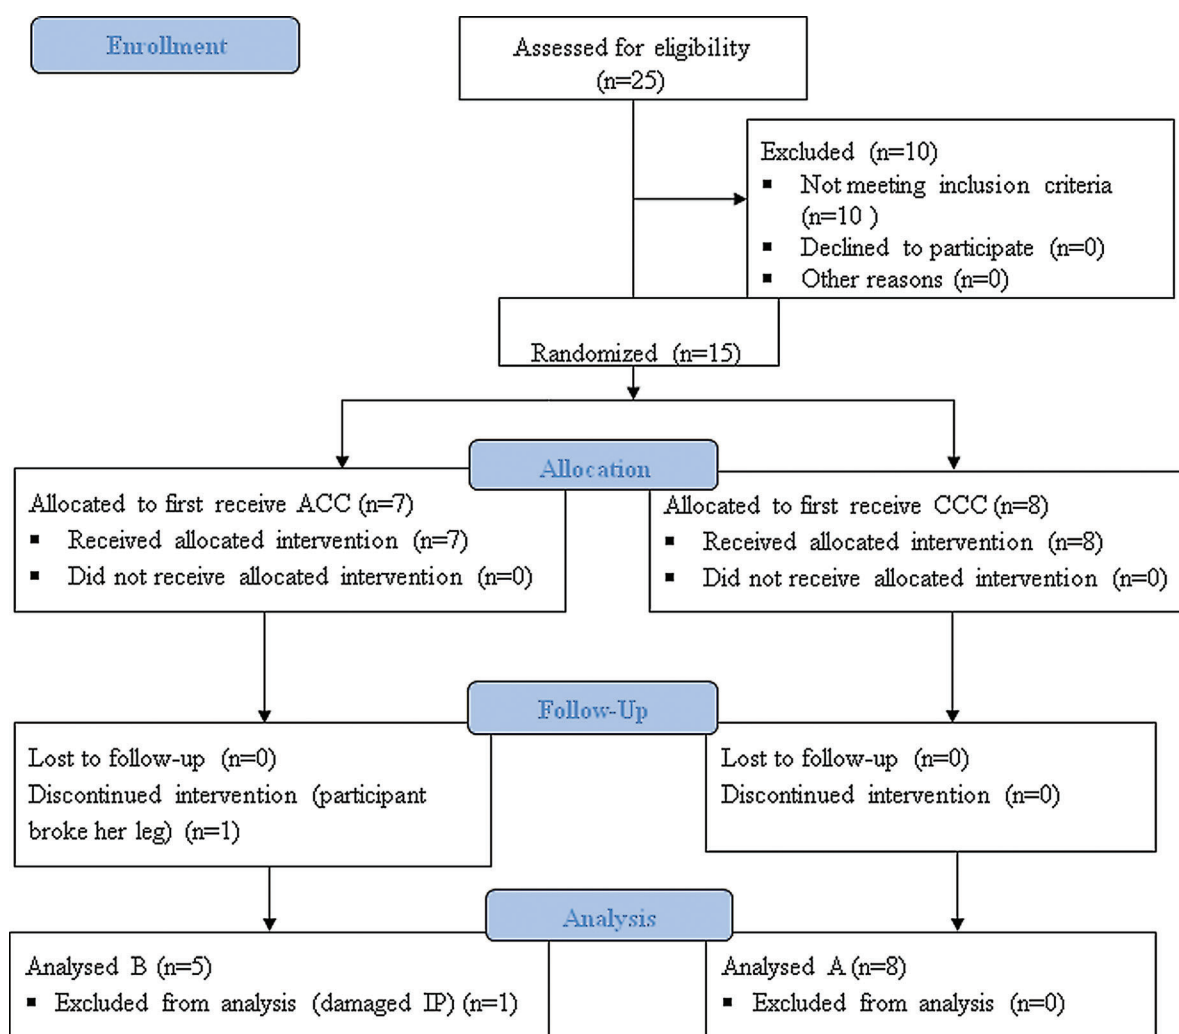 Enrollment
Assessed for eligibility
(n=25)
Excluded (n=10)
▪ Not meeting inclusion criteria
(n=10 )
▪ Declined to participate (n=0)
▪ Other reasons (n=0)
Randomized (n=15)
Allocation
Allocated to first receive ACC (n=7)
▪ Received allocated intervention (n=7)
▪ Did not receive allocated intervention (n=0)
Allocated to first receive CCC (n=8)
▪ Received allocated intervention (n=8)
▪ Did not receive allocated intervention (n=0)
Follow-Up
Lost to follow-up (n=0)
Discontinued intervention (participant
broke her leg) (n=1)
Lost to follow-up (n=0)
Discontinued intervention (n=0)
Analysis
Analysed B (n=5)
▪ Excluded from analysis (damaged IP) (n=1)
Analysed A (n=8)
▪ Excluded from analysis (n=0)